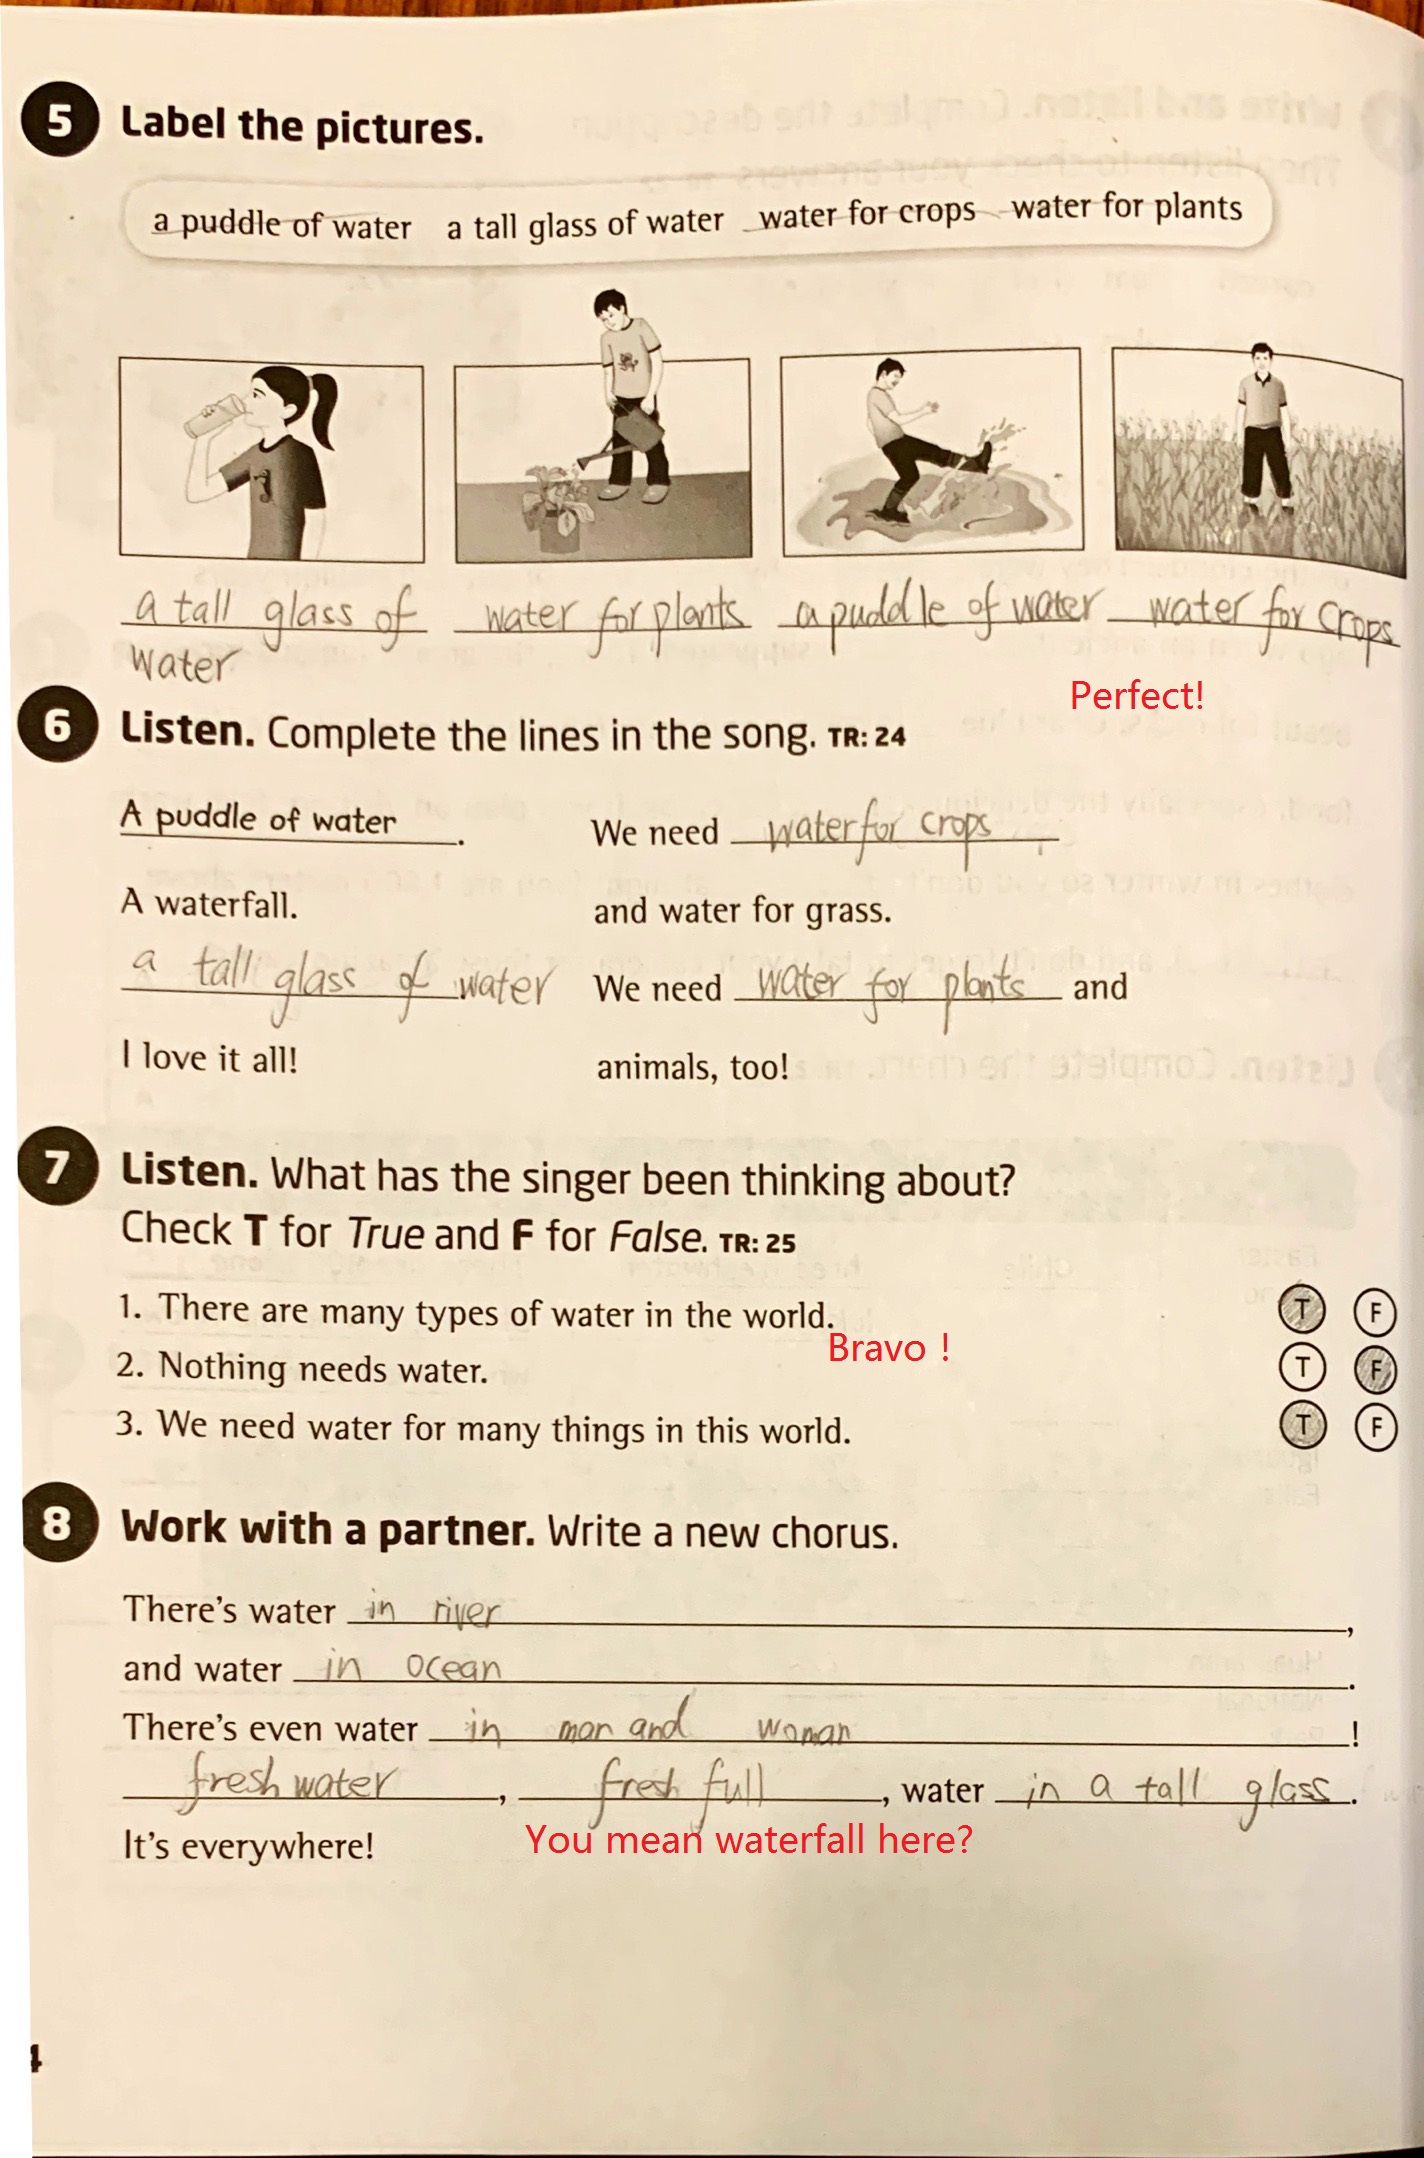 5 Label the pictures.
a puddle of water a tall glass of water water for crops water for plants
a tall glass of water
water for plants
a puddle of water
water for crops
Perfect!
6 Listen. Complete the lines in the song. TR: 24
A puddle of water.
A waterfall.
a tall glass of water
I love it all!
We need water for crops,
and water for grass.
We need water for plants and
animals, too!
7 Listen. What has the singer been thinking about?
Check T for True and F for False. TR: 25
1. There are many types of water in the world. T F
Bravo !
2. Nothing needs water. T F
3. We need water for many things in this world. T F
8 Work with a partner. Write a new chorus.
There's water in river,
and water in ocean.
There's even water in man and woman!
fresh water, fresh full, water in a tall glass.
You mean waterfall here?
It's everywhere!
4